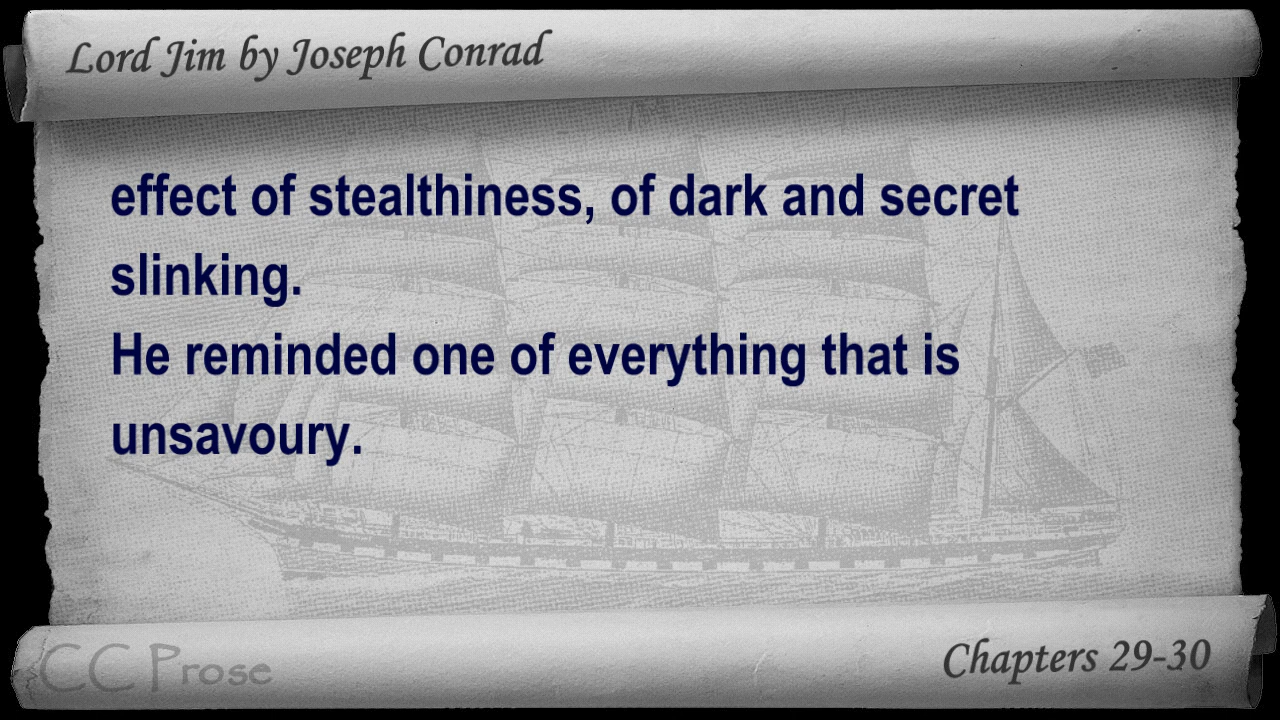 Lord Jim by Joseph Conrad
effect of stealthiness, of dark and secret
slinking.
He reminded one of everything that is
unsavoury.
CC Prose
Chapters 29-30